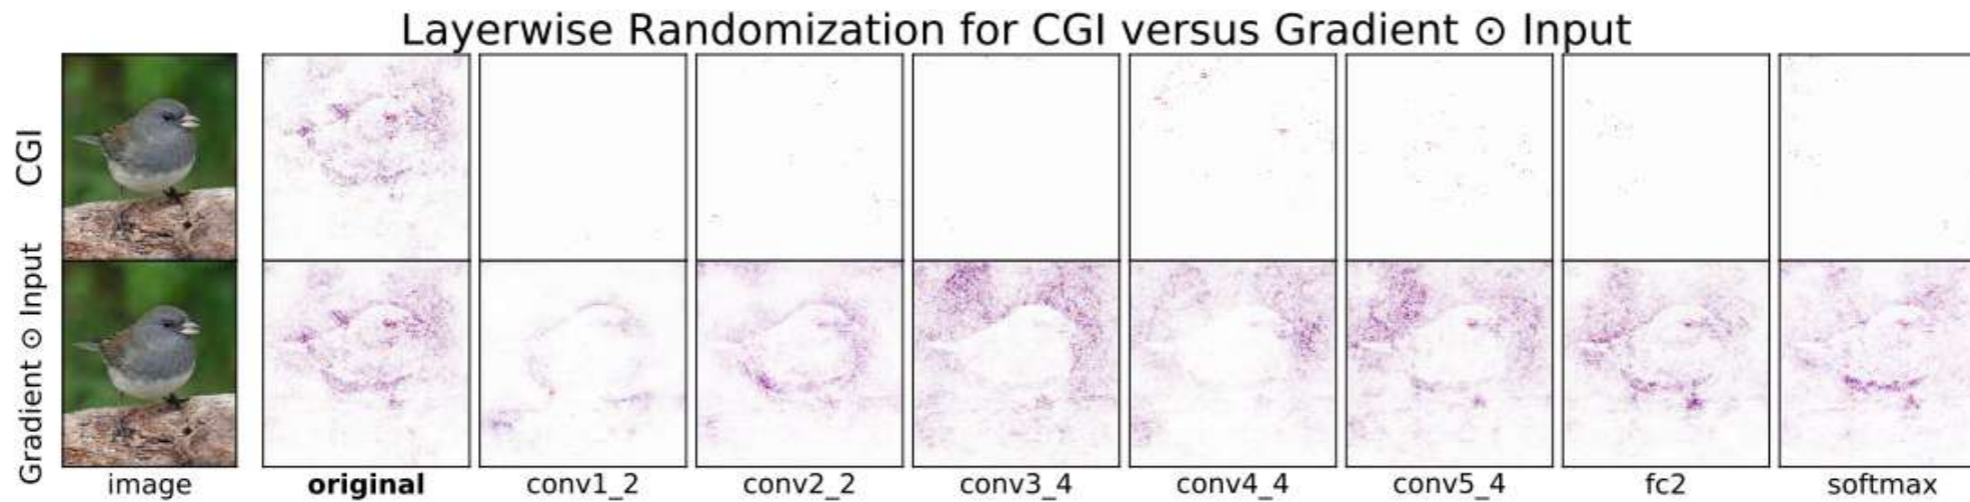 Layerwise Randomization for CGI versus Gradient ⊙ Input
CGI
Gradient ⊙ Input
image
original
conv1_2
conv2_2
conv3_4
conv4_4
conv5_4
fc2
softmax